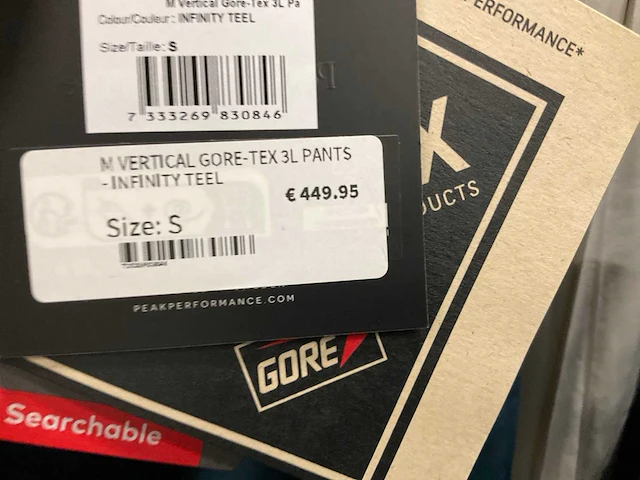 M Vertical Gore-Tex 3L Pa
Colour/Couleur : INFINITY TEEL
Size/Taille: S
7 333269 830846
M VERTICAL GORE-TEX 3L PANTS
- INFINITY TEEL
€ 449.95
Size: S
PEAKPERFORMANCE.COM
ERFORMANCE*
X
DUCTS
GORE
Searchable